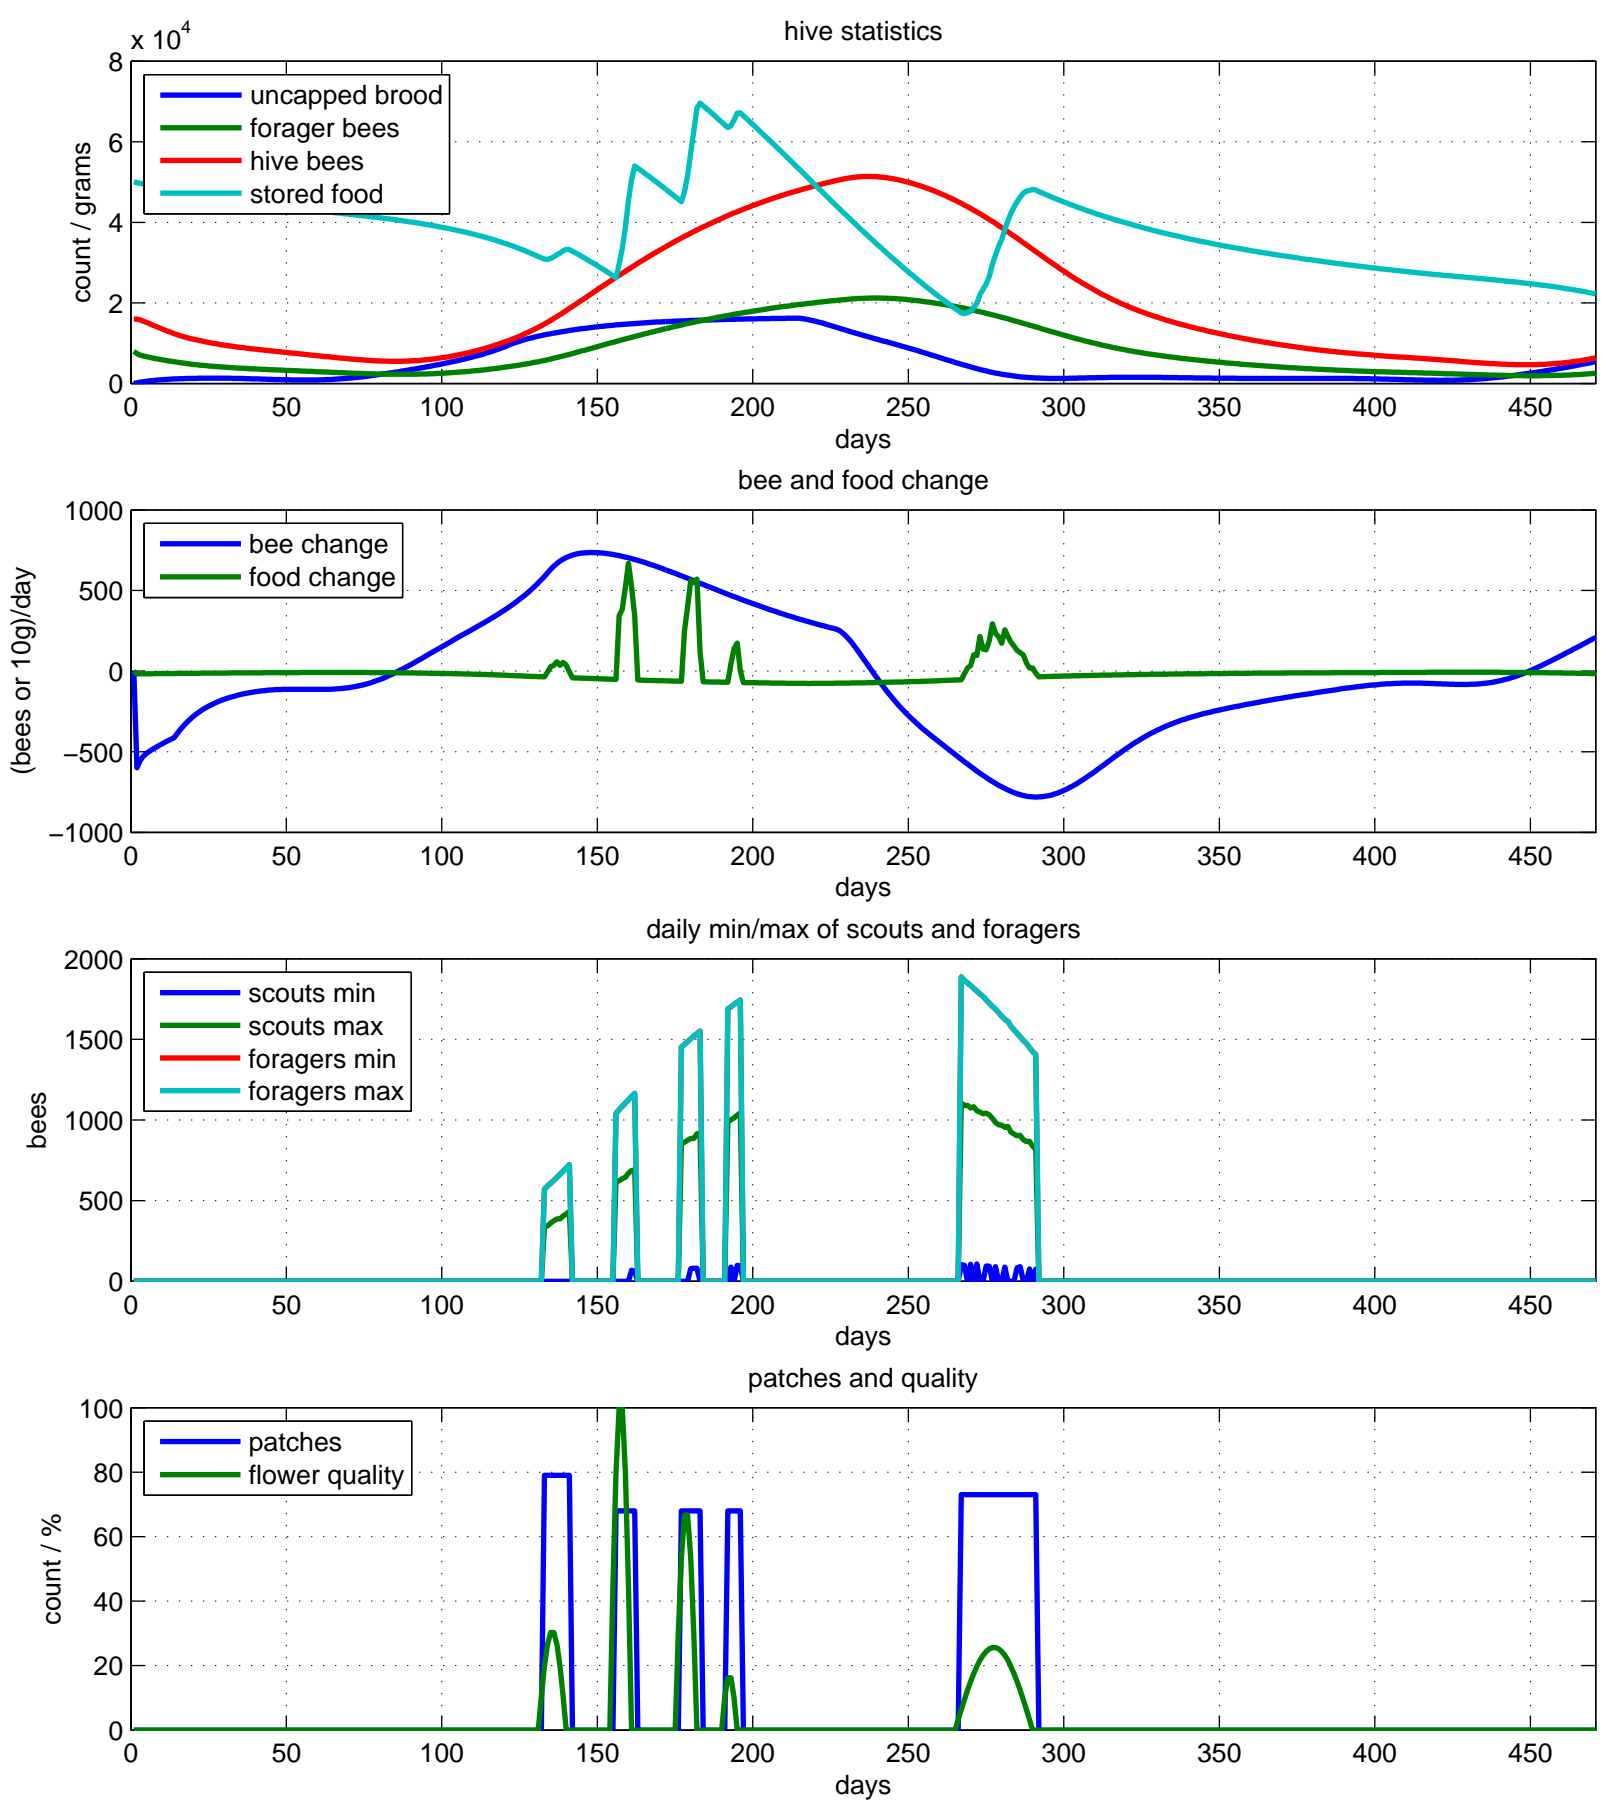 hive statistics
x 10^4
8
6
4
2
0
count / grams
uncapped brood
forager bees
hive bees
stored food
0 50 100 150 200 250 300 350 400 450
days
bee and food change
1000
500
0
−500
−1000
(bees or 10g)/day
bee change
food change
0 50 100 150 200 250 300 350 400 450
days
daily min/max of scouts and foragers
2000
1500
1000
500
0
bees
scouts min
scouts max
foragers min
foragers max
0 50 100 150 200 250 300 350 400 450
days
patches and quality
100
80
60
40
20
0
count / %
patches
flower quality
0 50 100 150 200 250 300 350 400 450
days